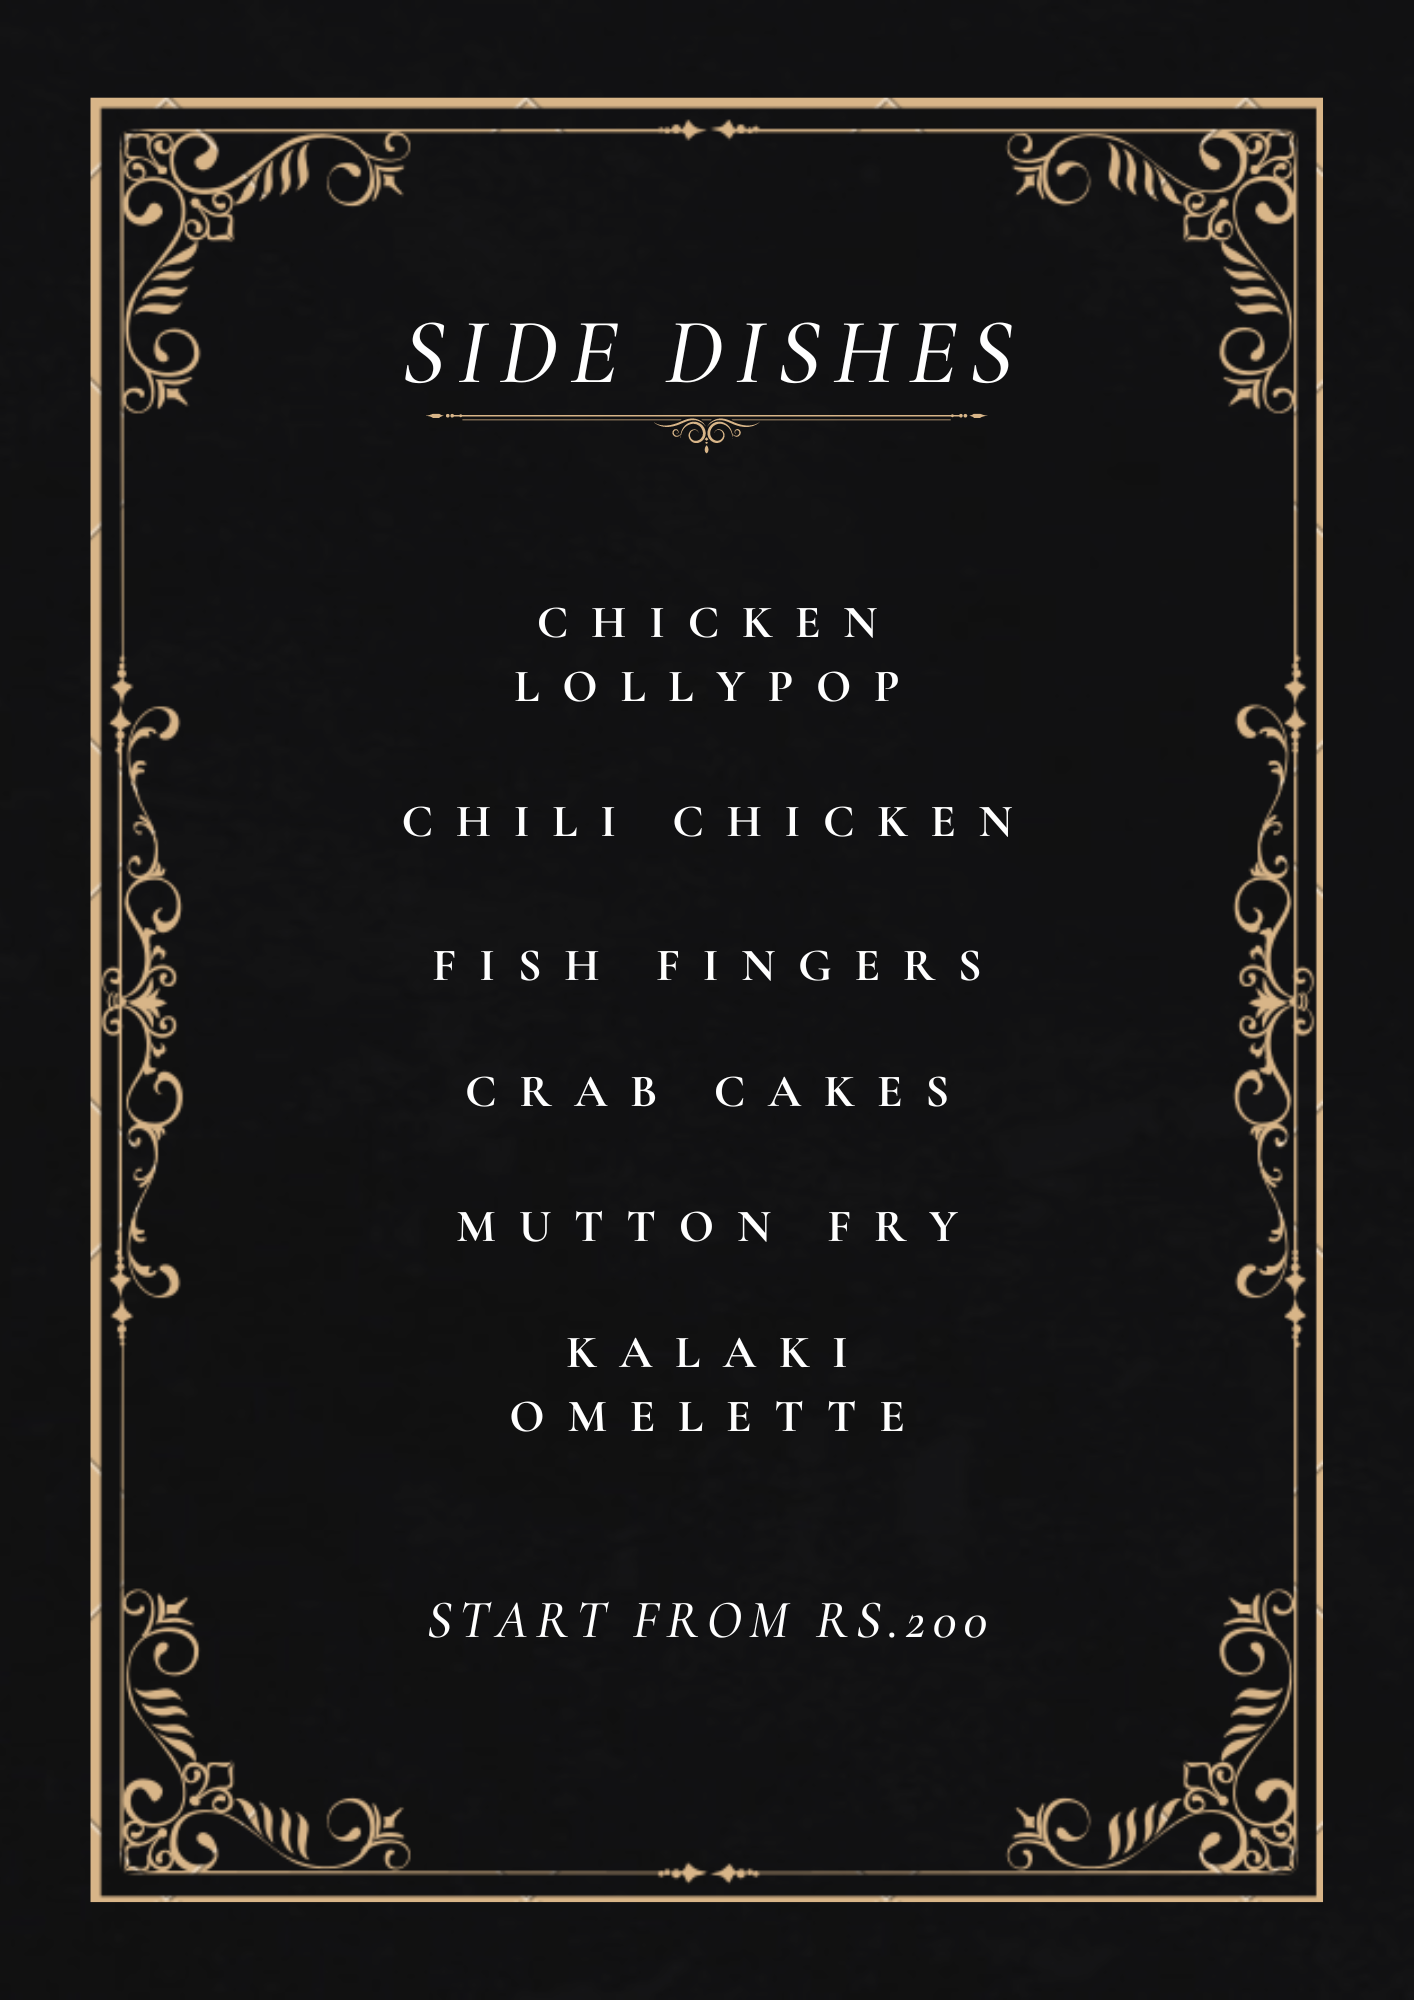 SIDE DISHES
CHICKEN
LOLLYPOP
CHILI CHICKEN
FISH FINGERS
CRAB CAKES
MUTTON FRY
KALAKI
OMELETTE
START FROM RS.200